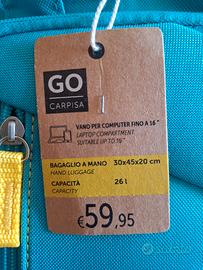 GO
CARPISA
VANO PER COMPUTER FINO A 16"
LAPTOP COMPARTMENT
SUITABLE UP TO 16"
BAGAGLIO A MANO 30x45x20 cm
HAND LUGGAGE
CAPACITÀ 26 l
CAPACITY
€59,95
subito